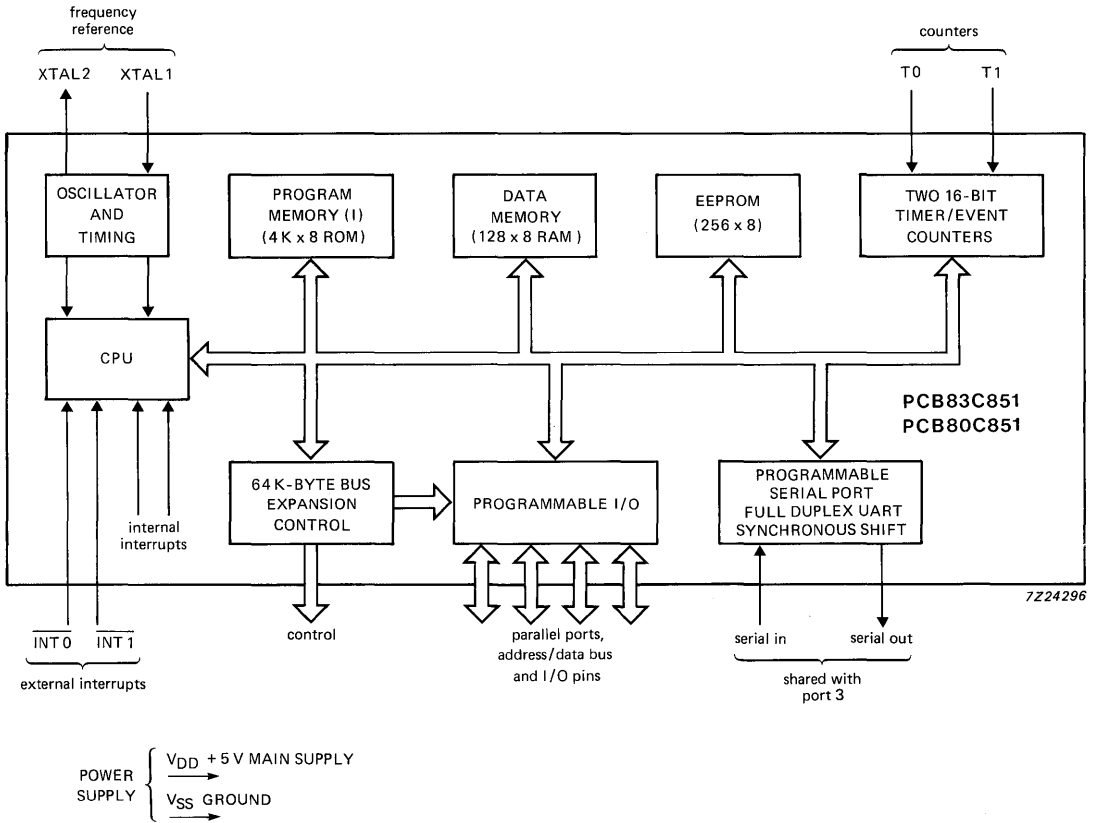 frequency
reference
counters
XTAL2 XTAL1
T0 T1
OSCILLATOR
AND
TIMING
PROGRAM
MEMORY (I)
(4K x 8 ROM)
DATA
MEMORY
(128 x 8 RAM)
EEPROM
(256 x 8)
TWO 16-BIT
TIMER/EVENT
COUNTERS
CPU
PCB83C851
PCB80C851
internal
interrupts
64K-BYTE BUS
EXPANSION
CONTROL
PROGRAMMABLE I/O
PROGRAMMABLE
SERIAL PORT
FULL DUPLEX UART
SYNCHRONOUS SHIFT
7Z24296
INT0 INT1
external interrupts
control
parallel ports,
address/data bus
and I/O pins
serial in serial out
shared with
port 3
POWER
SUPPLY
VDD +5V MAIN SUPPLY
VSS GROUND